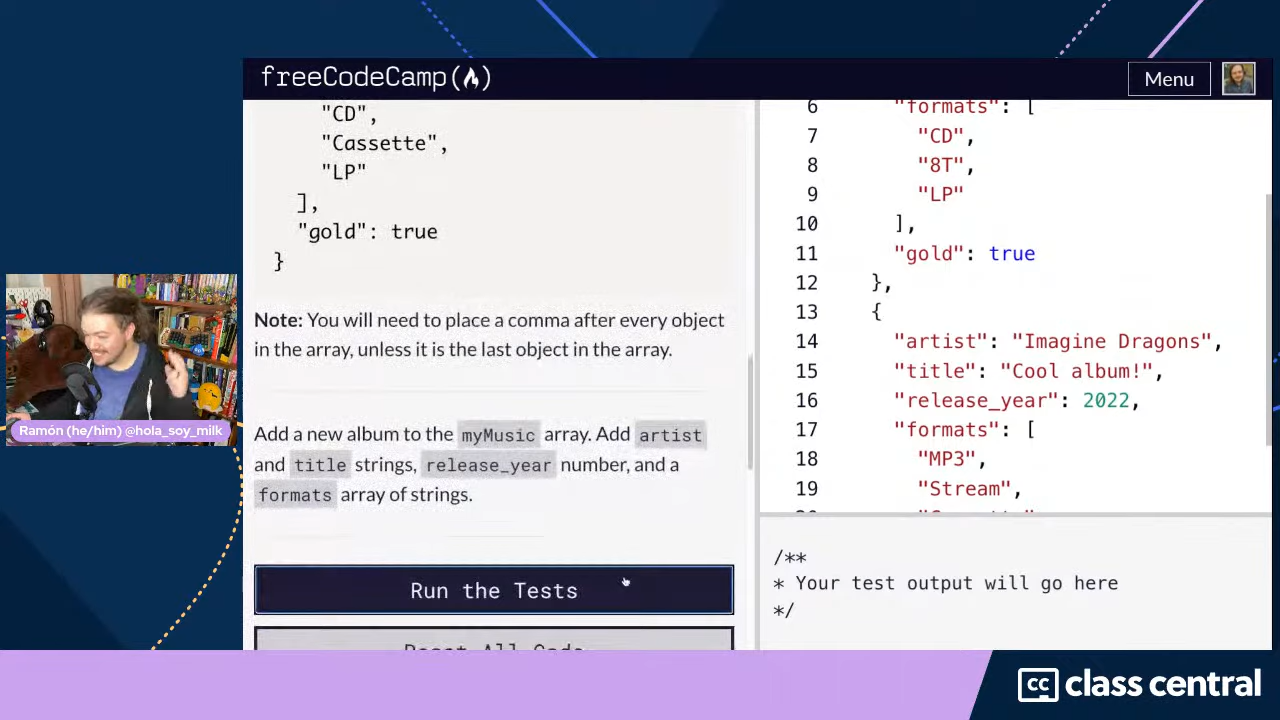 freeCodeCamp(🔥)
Menu
"CD",
"Cassette",
"LP"
],
"gold": true
}
Note: You will need to place a comma after every object
in the array, unless it is the last object in the array.
Add a new album to the myMusic array. Add artist
and title strings, release_year number, and a
formats array of strings.
Run the Tests
Reset All Code
6 "formats": [
7 "CD",
8 "8T",
9 "LP"
10 ],
11 "gold": true
12 },
13 {
14 "artist": "Imagine Dragons",
15 "title": "Cool album!",
16 "release_year": 2022,
17 "formats": [
18 "MP3",
19 "Stream",
/**
* Your test output will go here
*/
Ramón (he/him) @hola_soy_milk
cc class central